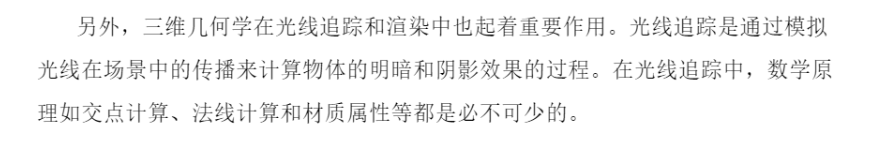 另外，三维几何学在光线追踪和渲染中也起着重要作用。光线追踪是通过模拟
光线在场景中的传播来计算物体的明暗和阴影效果的过程。在光线追踪中，数学原
理如交点计算、法线计算和材质属性等都是必不可少的。